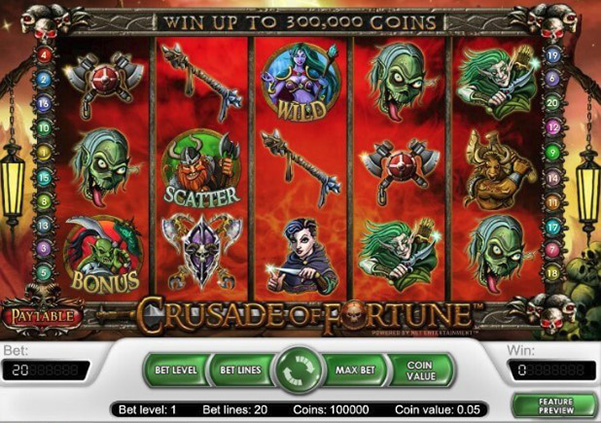 WIN UP TO 300,000 COINS
4
2
16
10
1
15
8
13
3
5
19
6
20
12
9
14
11
17
7
18
WILD
SCATTER
BONUS
PAYTABLE
CRUSADE OF FORTUNE™
POWERED BY NET ENTERTAINMENT™
Bet:
20
BET LEVEL
BET LINES
MAX BET
COIN
VALUE
Win:
0
Bet level: 1 Bet lines: 20 Coins: 100000 Coin value: 0.05
FEATURE
PREVIEW